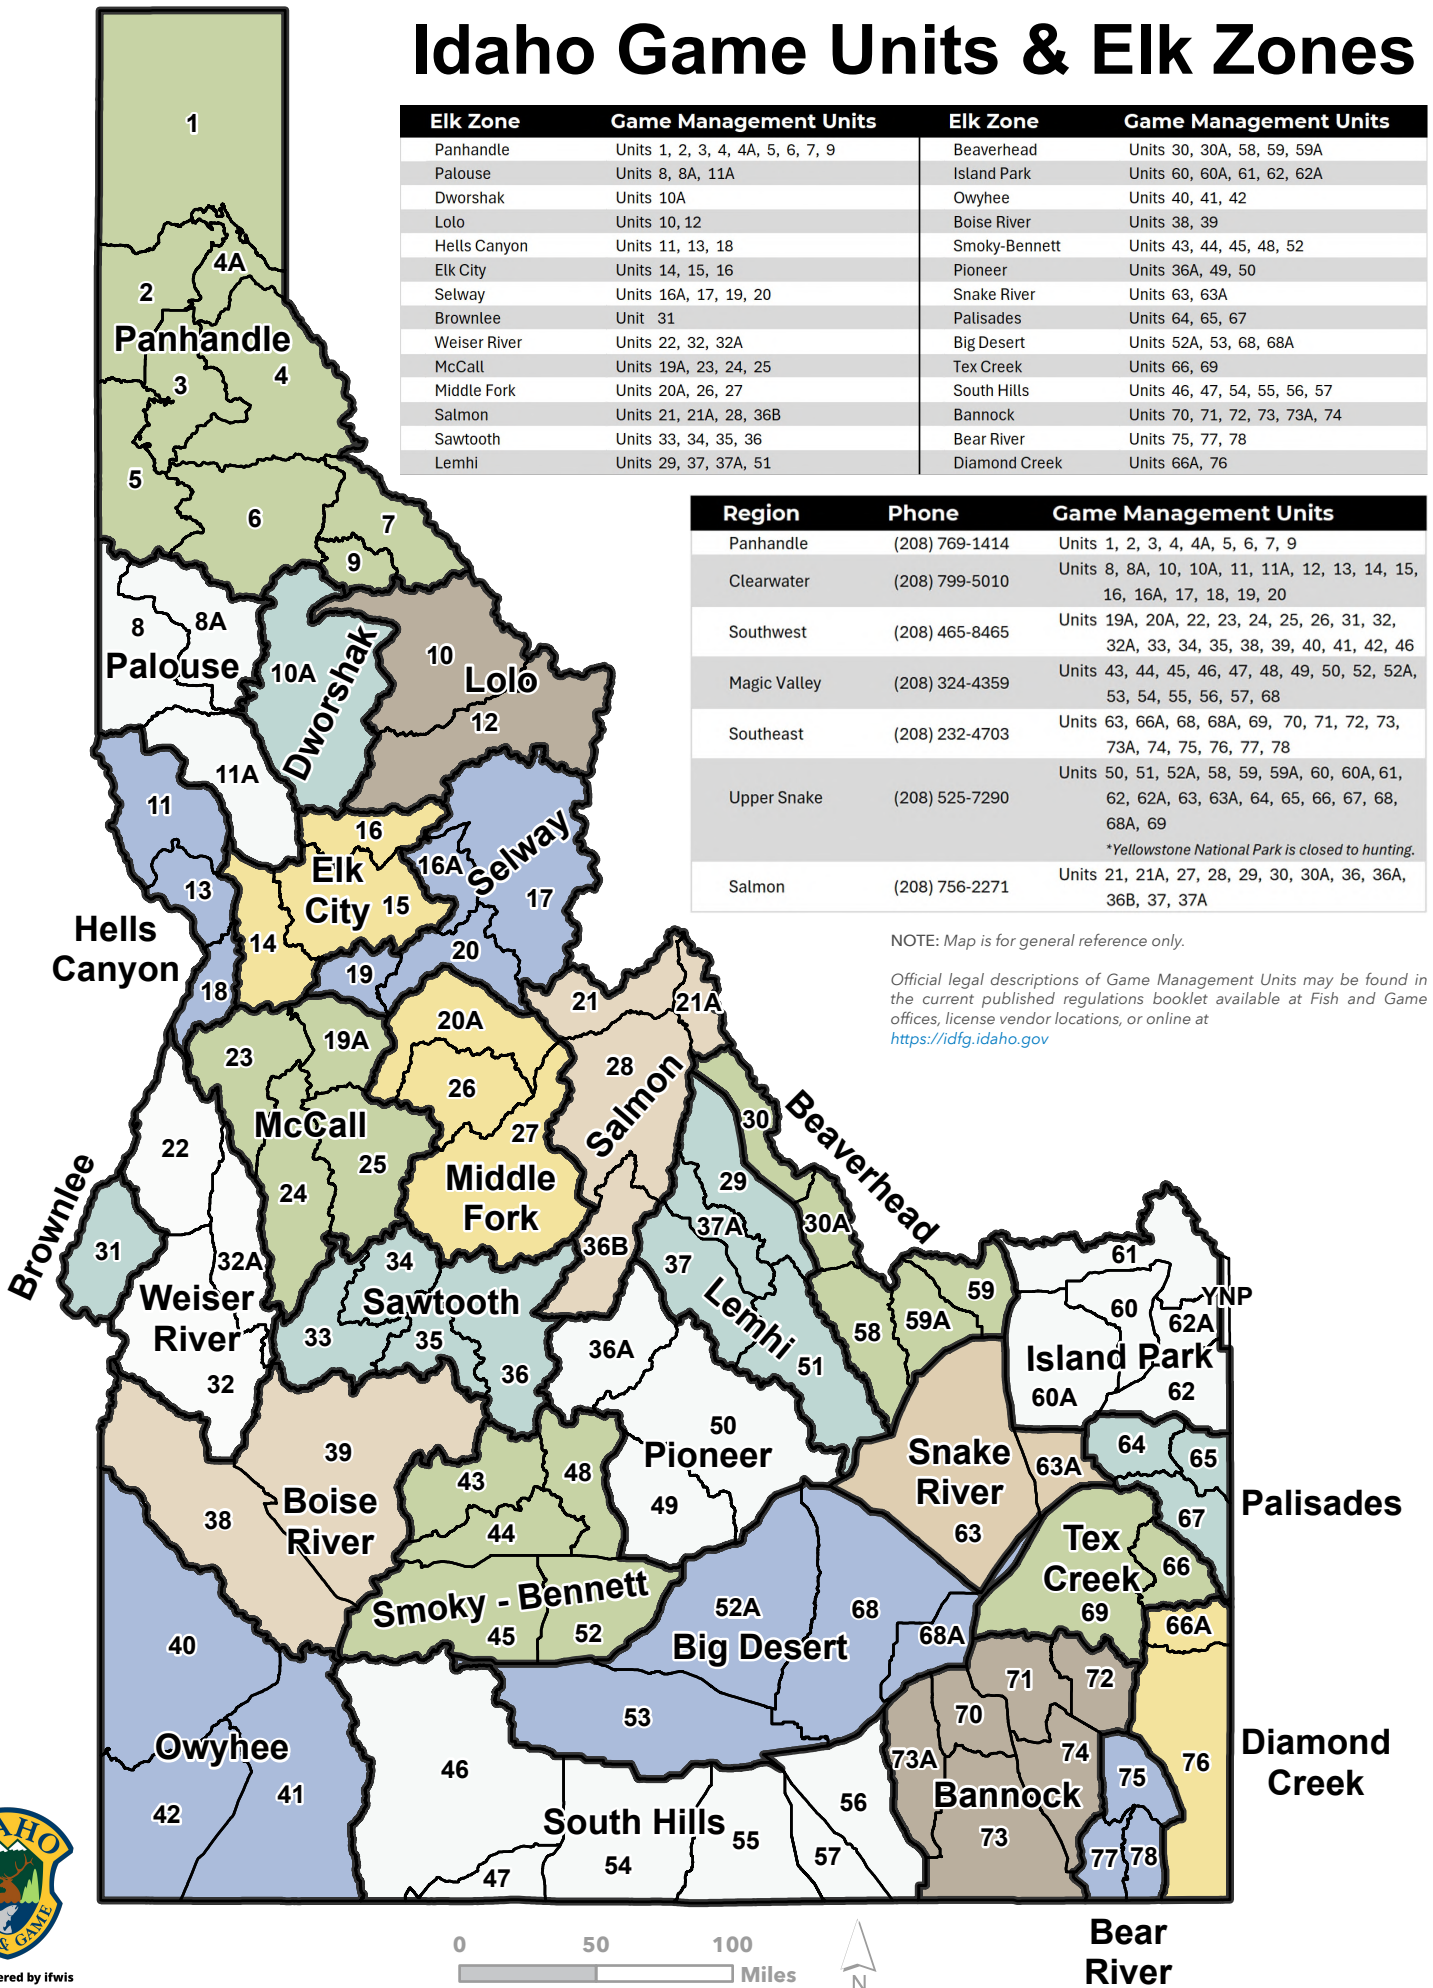 Idaho Game Units & Elk Zones
Elk Zone Game Management Units Elk Zone Game Management Units
Panhandle Units 1, 2, 3, 4, 4A, 5, 6, 7, 9 Beaverhead Units 30, 30A, 58, 59, 59A
Palouse Units 8, 8A, 11A Island Park Units 60, 60A, 61, 62, 62A
Dworshak Units 10A Owyhee Units 40, 41, 42
Lolo Units 10, 12 Boise River Units 38, 39
Hells Canyon Units 11, 13, 18 Smoky-Bennett Units 43, 44, 45, 48, 52
Elk City Units 14, 15, 16 Pioneer Units 36A, 49, 50
Selway Units 16A, 17, 19, 20 Snake River Units 63, 63A
Brownlee Unit 31 Palisades Units 64, 65, 67
Weiser River Units 22, 32, 32A Big Desert Units 52A, 53, 68, 68A
McCall Units 19A, 23, 24, 25 Tex Creek Units 66, 69
Middle Fork Units 20A, 26, 27 South Hills Units 46, 47, 54, 55, 56, 57
Salmon Units 21, 21A, 28, 36B Bannock Units 70, 71, 72, 73, 73A, 74
Sawtooth Units 33, 34, 35, 36 Bear River Units 75, 77, 78
Lemhi Units 29, 37, 37A, 51 Diamond Creek Units 66A, 76
Region Phone Game Management Units
Panhandle (208) 769-1414 Units 1, 2, 3, 4, 4A, 5, 6, 7, 9
Clearwater (208) 799-5010 Units 8, 8A, 10, 10A, 11, 11A, 12, 13, 14, 15,
16, 16A, 17, 18, 19, 20
Southwest (208) 465-8465 Units 19A, 20A, 22, 23, 24, 25, 26, 31, 32,
32A, 33, 34, 35, 38, 39, 40, 41, 42, 46
Magic Valley (208) 324-4359 Units 43, 44, 45, 46, 47, 48, 49, 50, 52, 52A,
53, 54, 55, 56, 57, 68
Southeast (208) 232-4703 Units 63, 66A, 68, 68A, 69, 70, 71, 72, 73,
73A, 74, 75, 76, 77, 78
Upper Snake (208) 525-7290 Units 50, 51, 52A, 58, 59, 59A, 60, 60A, 61,
62, 62A, 63, 63A, 64, 65, 66, 67, 68,
68A, 69
*Yellowstone National Park is closed to hunting.
Salmon (208) 756-2271 Units 21, 21A, 27, 28, 29, 30, 30A, 36, 36A,
36B, 37, 37A
NOTE: Map is for general reference only.
Official legal descriptions of Game Management Units may be found in
the current published regulations booklet available at Fish and Game
offices, license vendor locations, or online at
https://idfg.idaho.gov
1
4A
2
Panhandle
3
4
5
6
7
9
8
8A
Palouse
10A
Dworshak
10
Lolo
12
11A
11
13
Hells
Canyon
18
16
Elk
City
15
14
16A
Selway
17
20
19
21
21A
20A
19A
23
26
28
Salmon
McCall
27
Middle
Fork
25
24
22
30
Beaverhead
29
37A
30A
36B
37
Lemhi
51
Brownlee
31
32A
Weiser
River
32
34
Sawtooth
33
35
36
36A
58
59A
59
61
YNP
60
62A
Island Park
60A
62
50
Pioneer
49
39
Boise
River
38
43
48
44
Smoky - Bennett
45
52
Snake
River
63
63A
64
65
Palisades
67
Tex
Creek
66
69
66A
52A
68
Big Desert
68A
53
40
Owyhee
42
41
46
South Hills
47
54
55
56
57
71
72
70
73A
74
Bannock
73
75
77
78
76
Diamond
Creek
Bear
River
0 50 100
Miles
N
AHO
& GAME
ered by ifwis